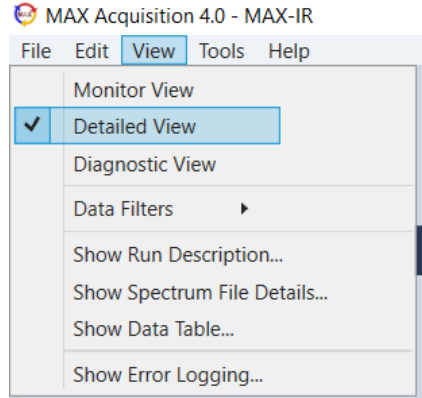 MAX Acquisition 4.0 - MAX-IR
File Edit View Tools Help
Monitor View
Detailed View
Diagnostic View
Data Filters
Show Run Description...
Show Spectrum File Details...
Show Data Table...
Show Error Logging...